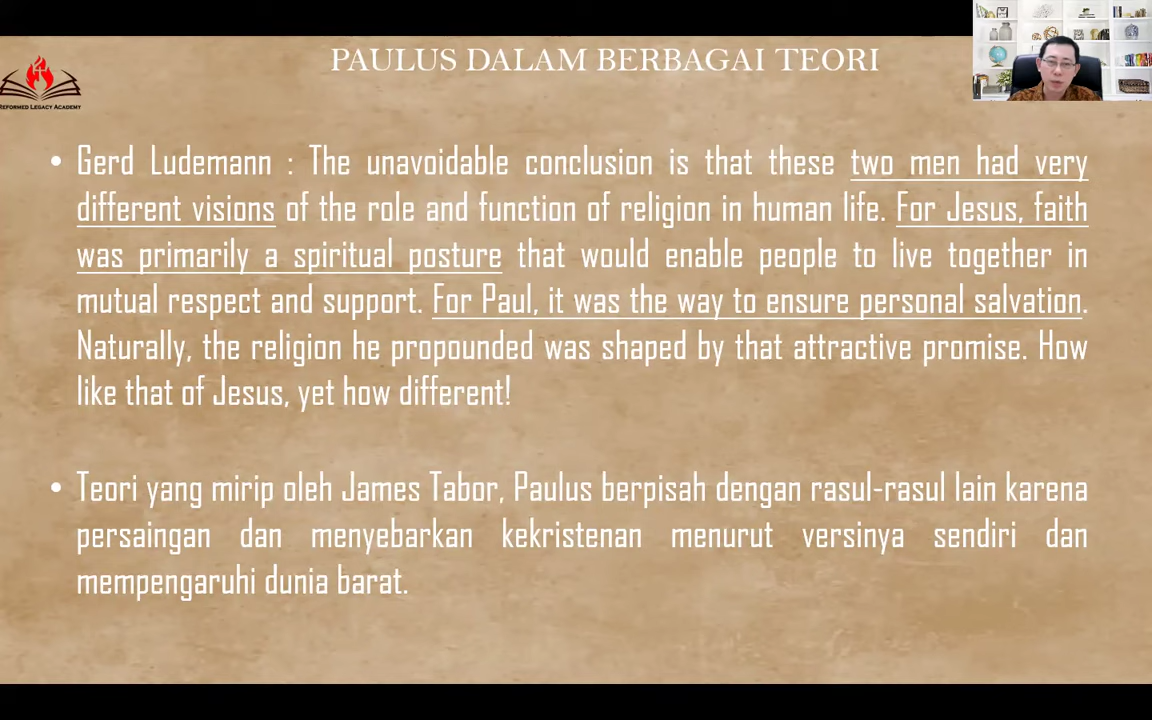 PAULUS DALAM BERBAGAI TEORI
REFORMED LEGACY ACADEMY
• Gerd Ludemann : The unavoidable conclusion is that these two men had very
different visions of the role and function of religion in human life. For Jesus, faith
was primarily a spiritual posture that would enable people to live together in
mutual respect and support. For Paul, it was the way to ensure personal salvation.
Naturally, the religion he propounded was shaped by that attractive promise. How
like that of Jesus, yet how different!
• Teori yang mirip oleh James Tabor, Paulus berpisah dengan rasul-rasul lain karena
persaingan dan menyebarkan kekristenan menurut versinya sendiri dan
mempengaruhi dunia barat.